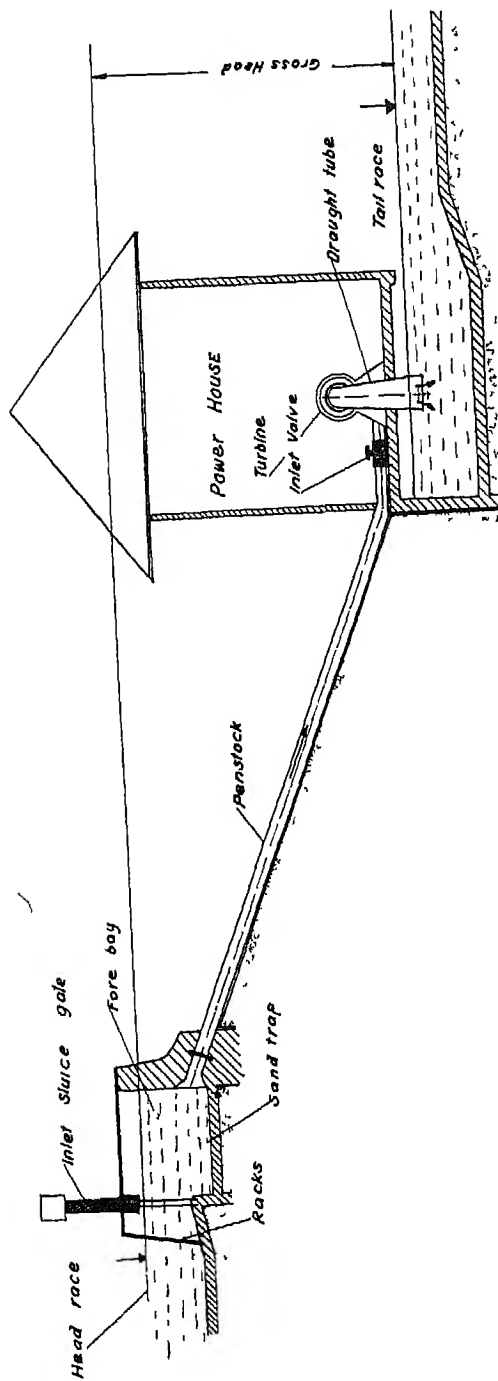 Head race
Inlet sluice gate
Fore bay
Racks
Sand trap
Penstock
Power House
Turbine
Inlet Valve
Draught tube
Tail race
Gross Head